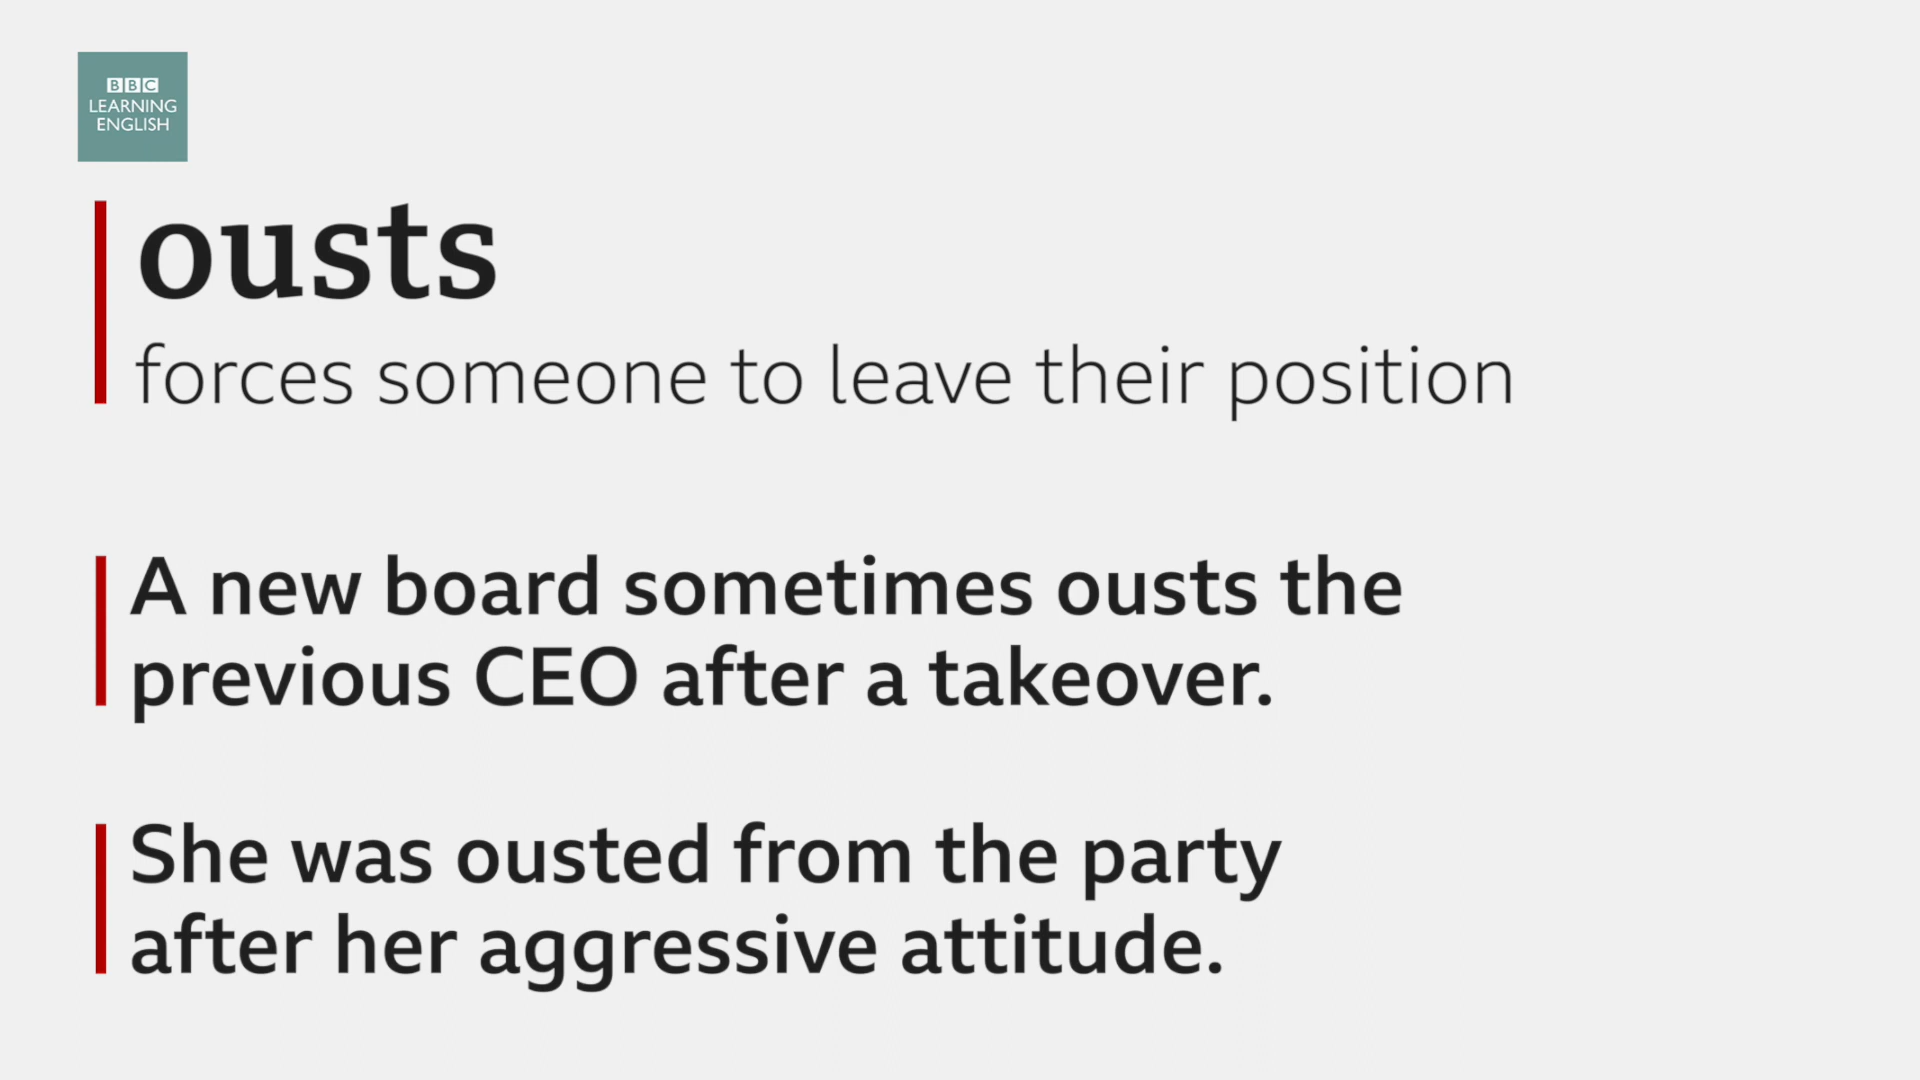 BBC
LEARNING
ENGLISH
ousts
forces someone to leave their position
A new board sometimes ousts the
previous CEO after a takeover.
She was ousted from the party
after her aggressive attitude.